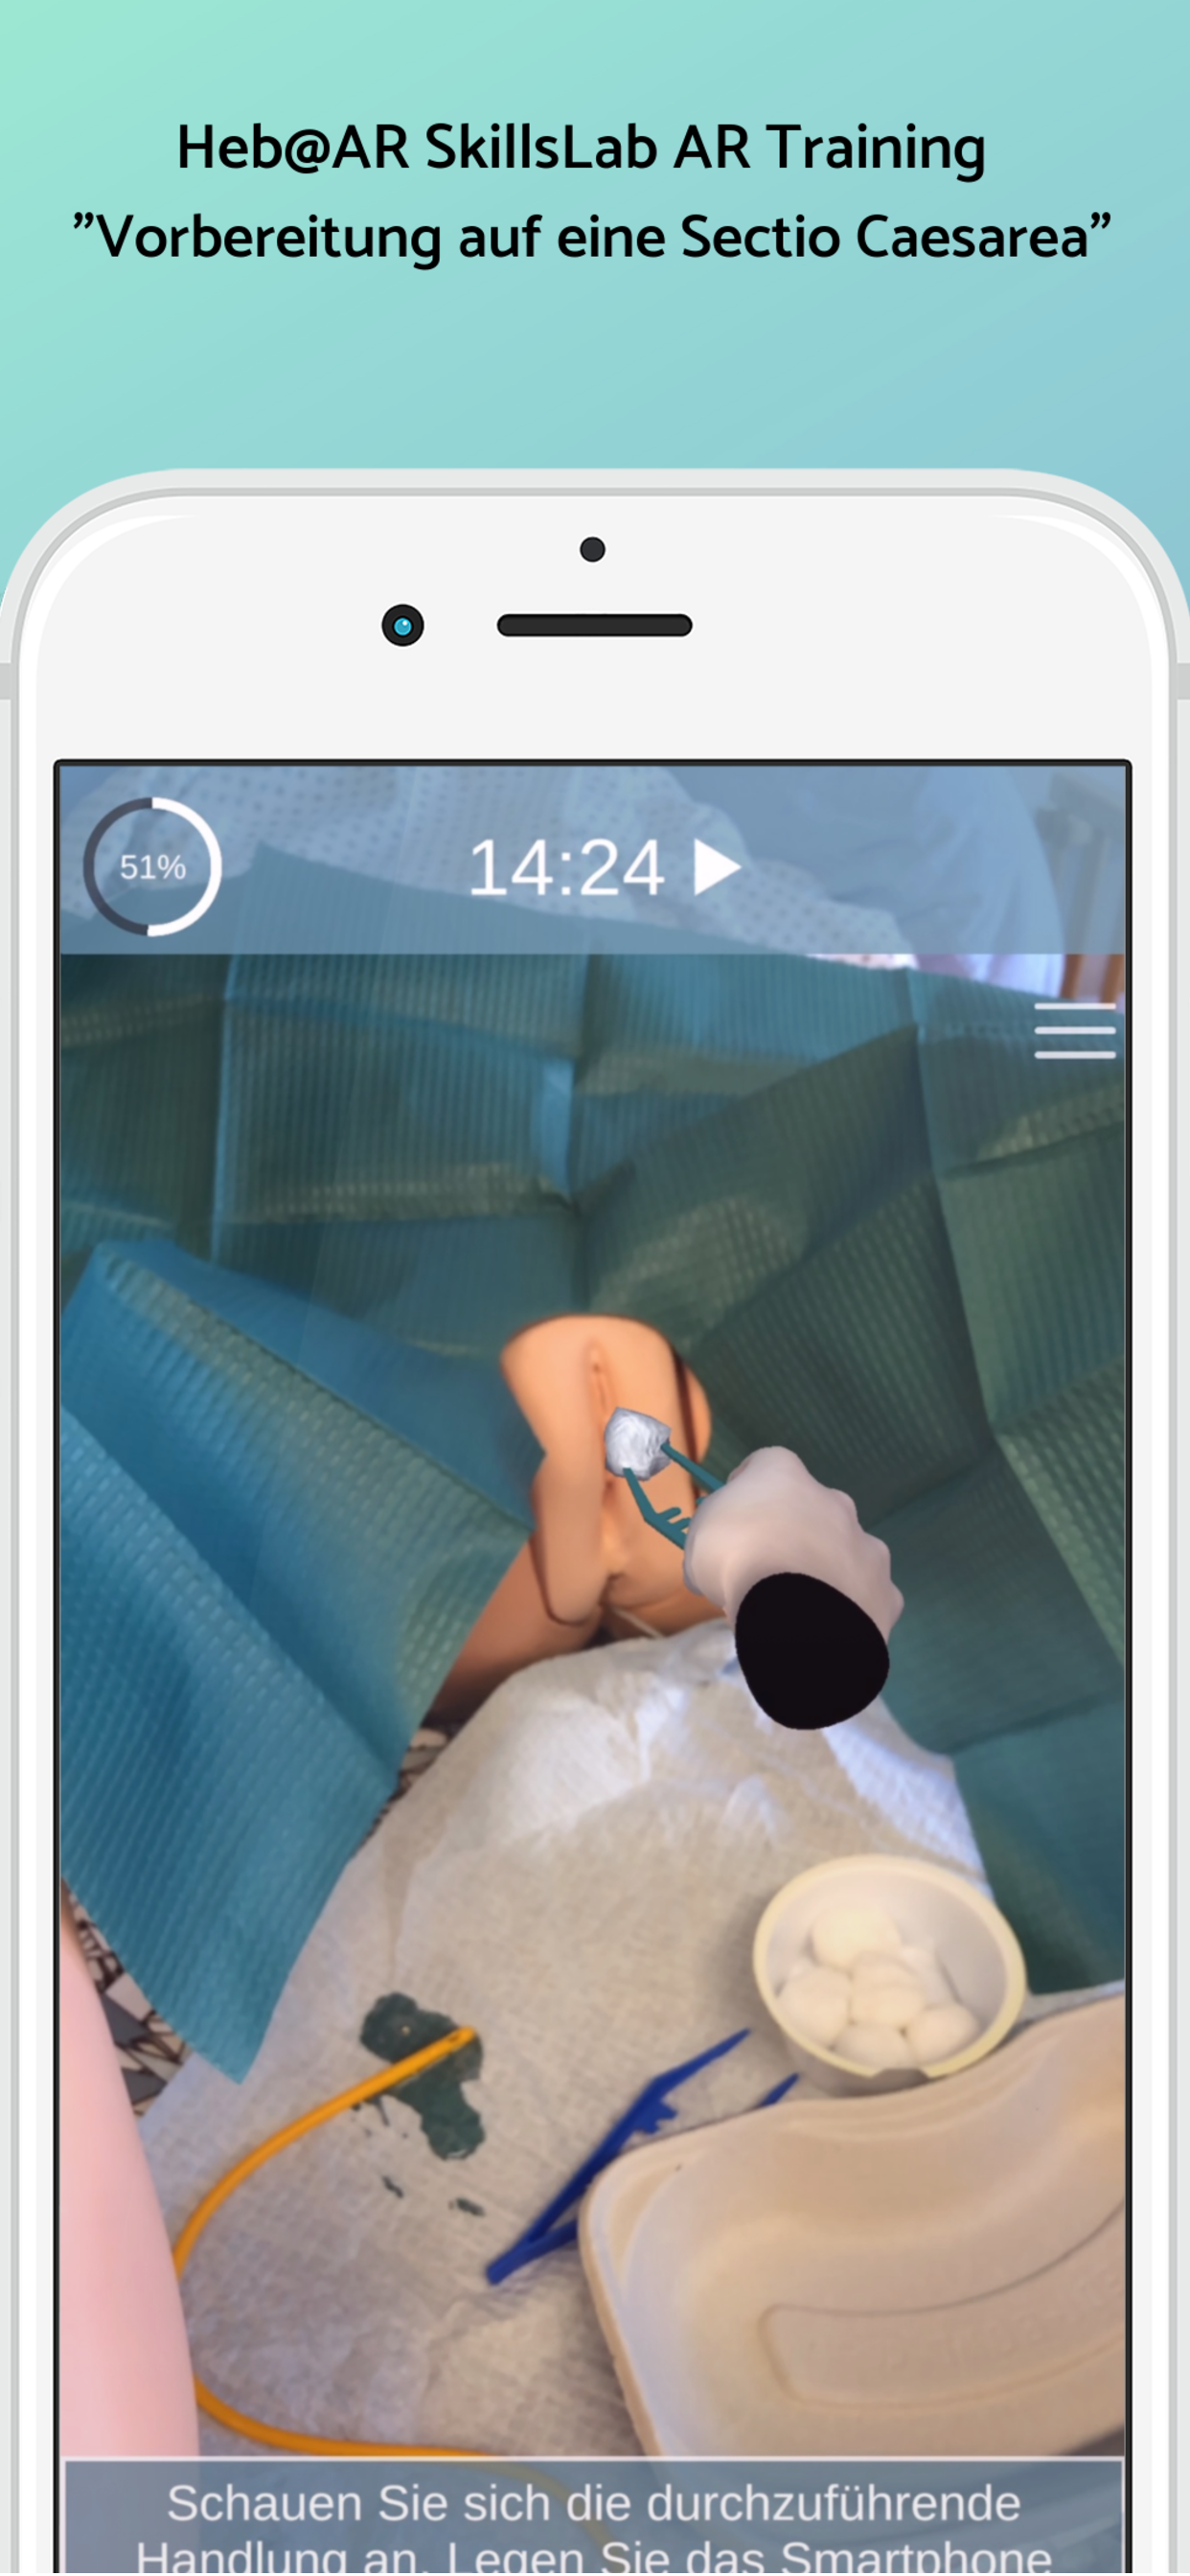 Heb@AR SkillsLab AR Training
”Vorbereitung auf eine Sectio Caesarea”
51%
14:24
Schauen Sie sich die durchzuführende
Handlung an. Legen Sie das Smartphone